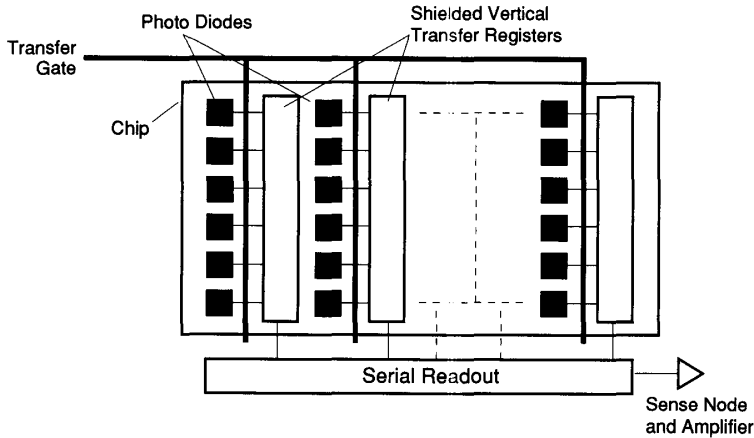 Photo Diodes
Shielded Vertical
Transfer Registers
Transfer
Gate
Chip
Serial Readout
Sense Node
and Amplifier